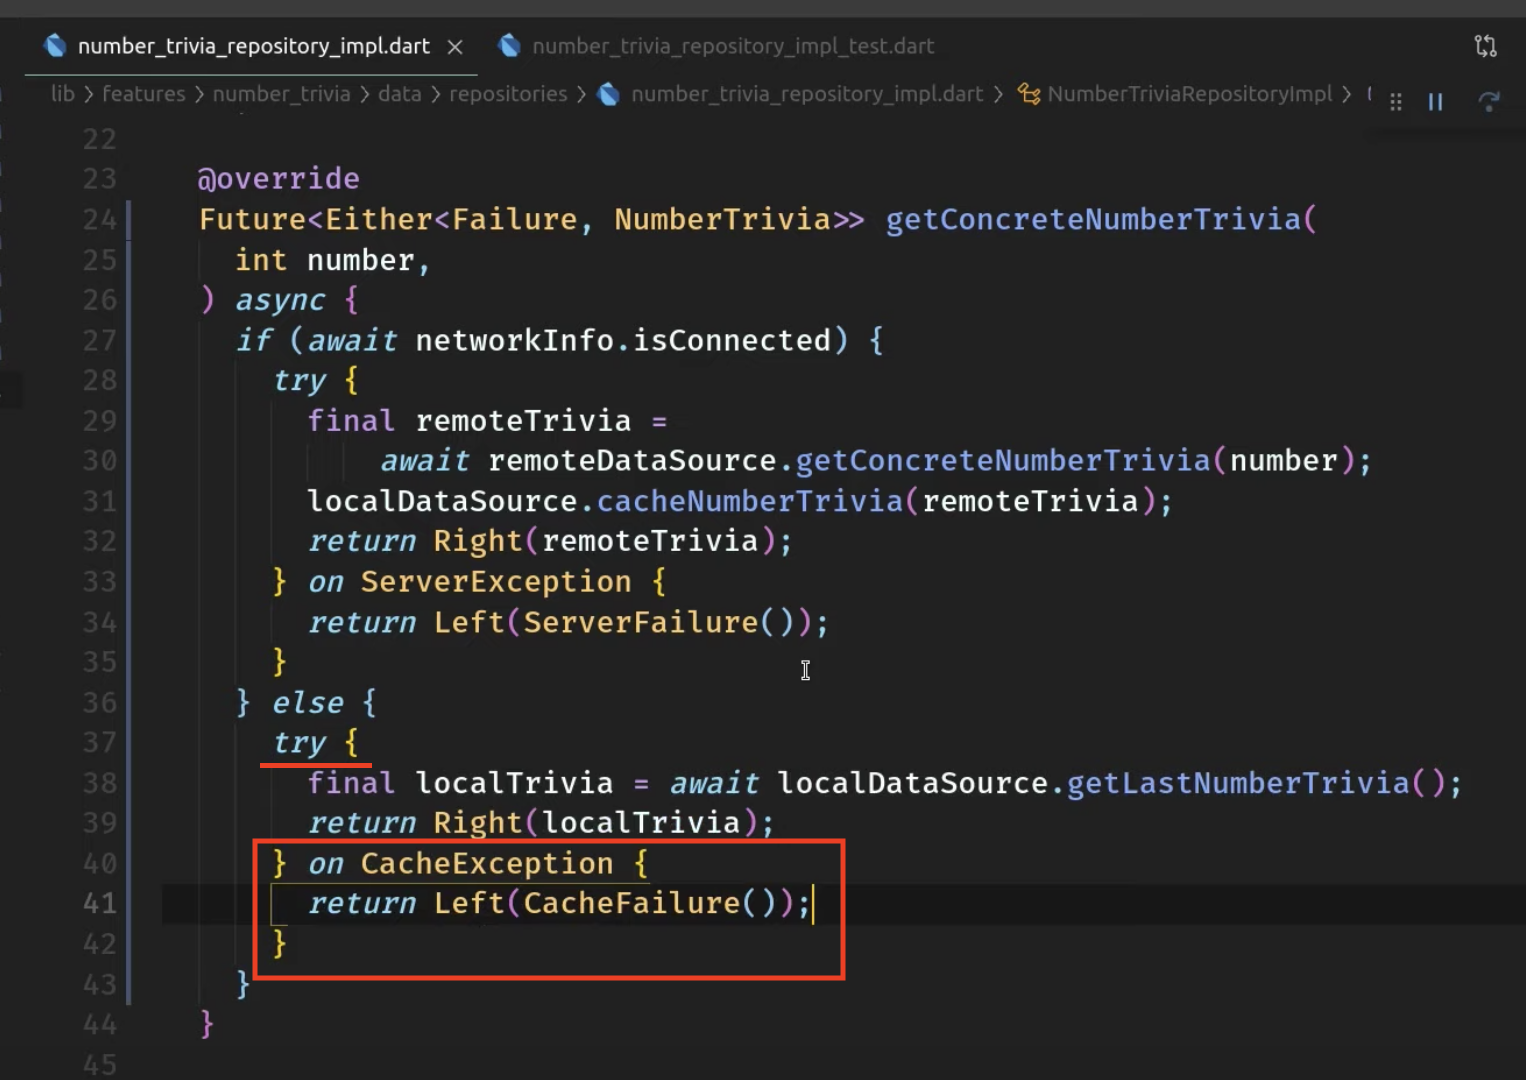 number_trivia_repository_impl.dart number_trivia_repository_impl_test.dart
lib > features > number_trivia > data > repositories > number_trivia_repository_impl.dart > NumberTriviaRepositoryImpl >
22
23 @override
24 Future<Either<Failure, NumberTrivia>> getConcreteNumberTrivia(
25 int number,
26 ) async {
27 if (await networkInfo.isConnected) {
28 try {
29 final remoteTrivia =
30 await remoteDataSource.getConcreteNumberTrivia(number);
31 localDataSource.cacheNumberTrivia(remoteTrivia);
32 return Right(remoteTrivia);
33 } on ServerException {
34 return Left(ServerFailure());
35 }
36 } else {
37 try {
38 final localTrivia = await localDataSource.getLastNumberTrivia();
39 return Right(localTrivia);
40 } on CacheException {
41 return Left(CacheFailure());
42 }
43 }
44 }
45